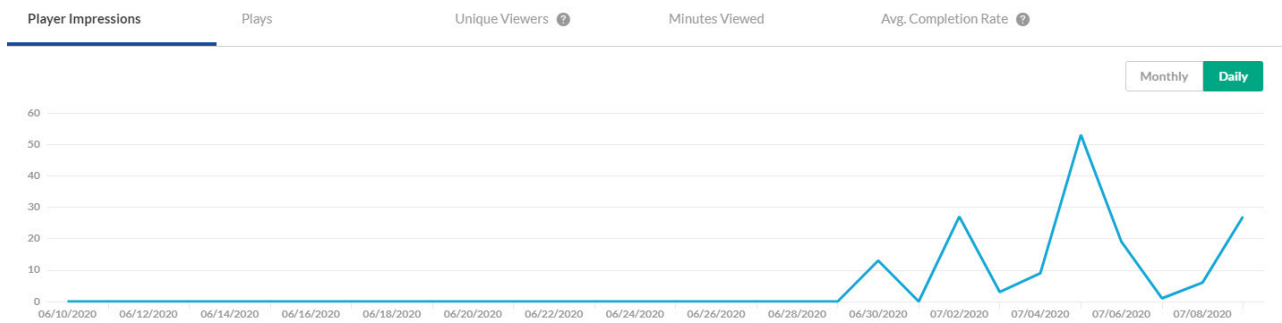 Player Impressions Plays Unique Viewers ? Minutes Viewed Avg. Completion Rate ?
Monthly Daily
60
50
40
30
20
10
0
06/10/2020 06/12/2020 06/14/2020 06/16/2020 06/18/2020 06/20/2020 06/22/2020 06/24/2020 06/26/2020 06/28/2020 06/30/2020 07/02/2020 07/04/2020 07/06/2020 07/08/2020